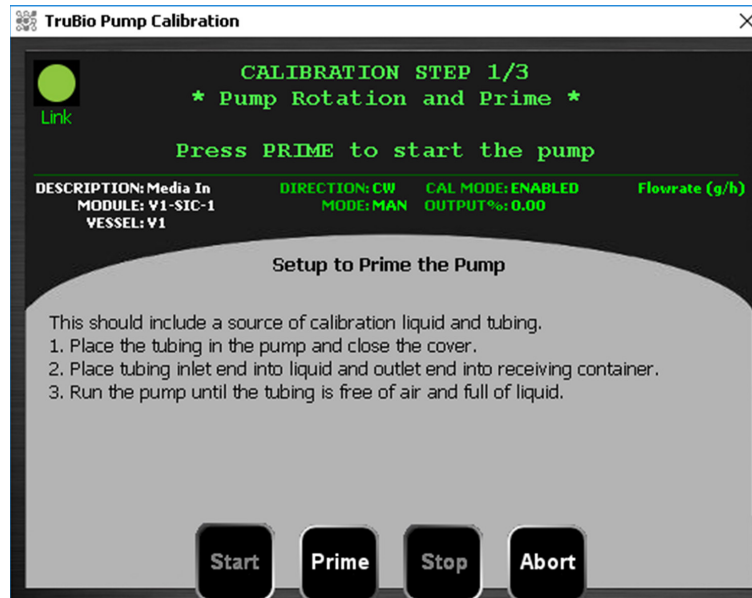 TruBio Pump Calibration
CALIBRATION STEP 1/3
* Pump Rotation and Prime *
Link
Press PRIME to start the pump
DESCRIPTION: Media In DIRECTION: CW CAL MODE: ENABLED Flowrate (g/h)
MODULE: V1-SIC-1 MODE: MAN OUTPUT%: 0.00
VESSEL: V1
Setup to Prime the Pump
This should include a source of calibration liquid and tubing.
1. Place the tubing in the pump and close the cover.
2. Place tubing inlet end into liquid and outlet end into receiving container.
3. Run the pump until the tubing is free of air and full of liquid.
Start Prime Stop Abort